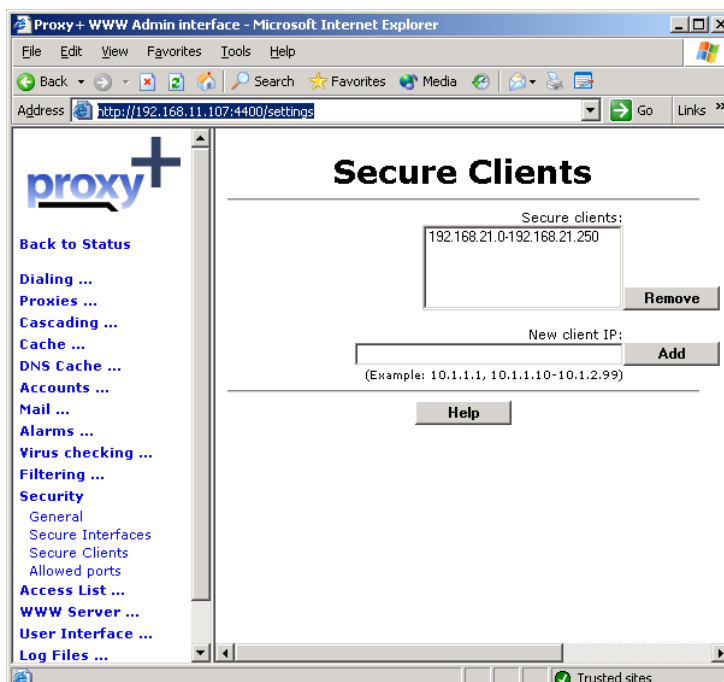 Proxy+ WWW Admin interface - Microsoft Internet Explorer
File Edit View Favorites Tools Help
Back Search Favorites Media
Address http://192.168.11.107:4400/settings Go Links »
proxy+
Back to Status
Dialing ...
Proxies ...
Cascading ...
Cache ...
DNS Cache ...
Accounts ...
Mail ...
Alarms ...
Virus checking ...
Filtering ...
Security
General
Secure Interfaces
Secure Clients
Allowed ports
Access List ...
WWW Server ...
User Interface ...
Log Files ...
Secure Clients
Secure clients:
192.168.21.0-192.168.21.250
Remove
New client IP:
Add
(Example: 10.1.1.1, 10.1.1.10-10.1.2.99)
Help
Trusted sites